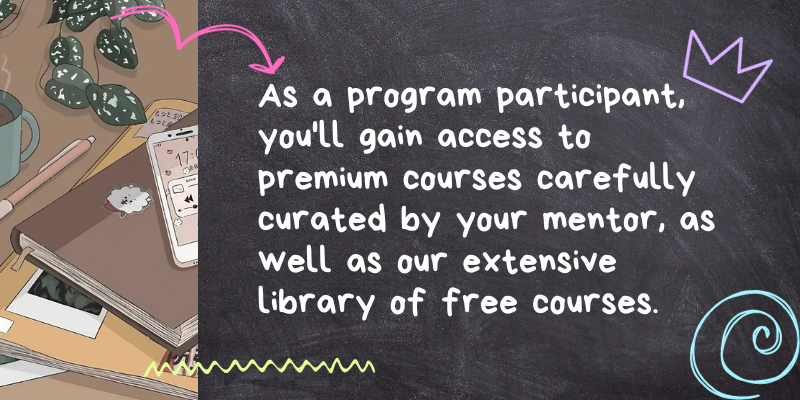 As a program participant,
you'll gain access to
premium courses carefully
curated by your mentor, as
well as our extensive
library of free courses.